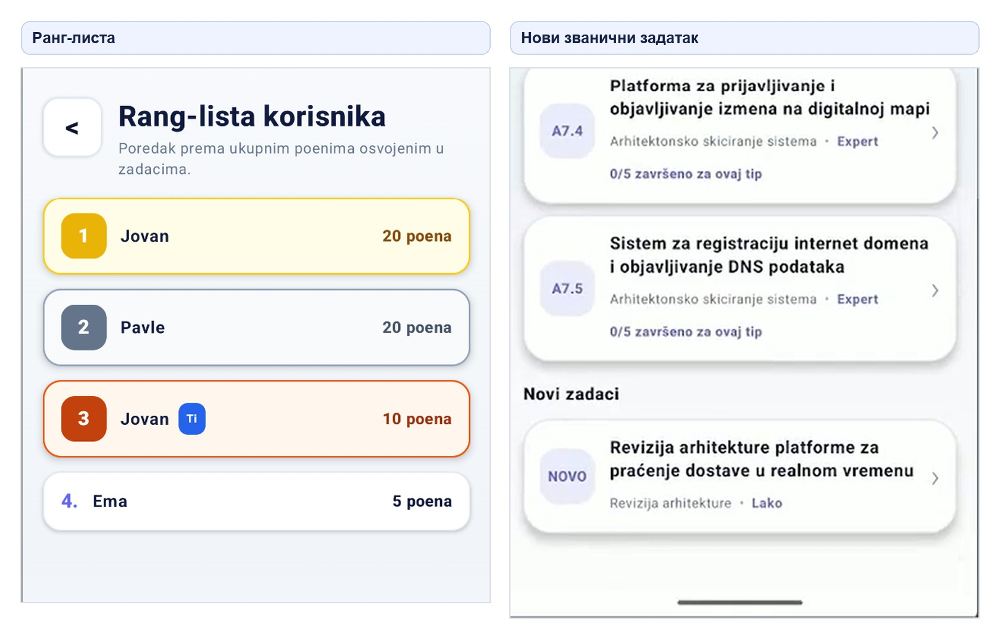 Ранг-листа
<
Rang-lista korisnika
Poredak prema ukupnim poenima osvojenim u
zadacima.
1 Jovan 20 poena
2 Pavle 20 poena
3 Jovan Ti 10 poena
4. Ema 5 poena
Нови званични задатак
Platforma za prijavljivanje i
objavljivanje izmena na digitalnoj mapi
A7.4
Arhitektonsko skiciranje sistema • Expert
0/5 završeno za ovaj tip
Sistem za registraciju internet domena
i objavljivanje DNS podataka
A7.5
Arhitektonsko skiciranje sistema • Expert
0/5 završeno za ovaj tip
Novi zadaci
Revizija arhitekture platforme za
praćenje dostave u realnom vremenu
NOVO
Revizija arhitekture • Lako